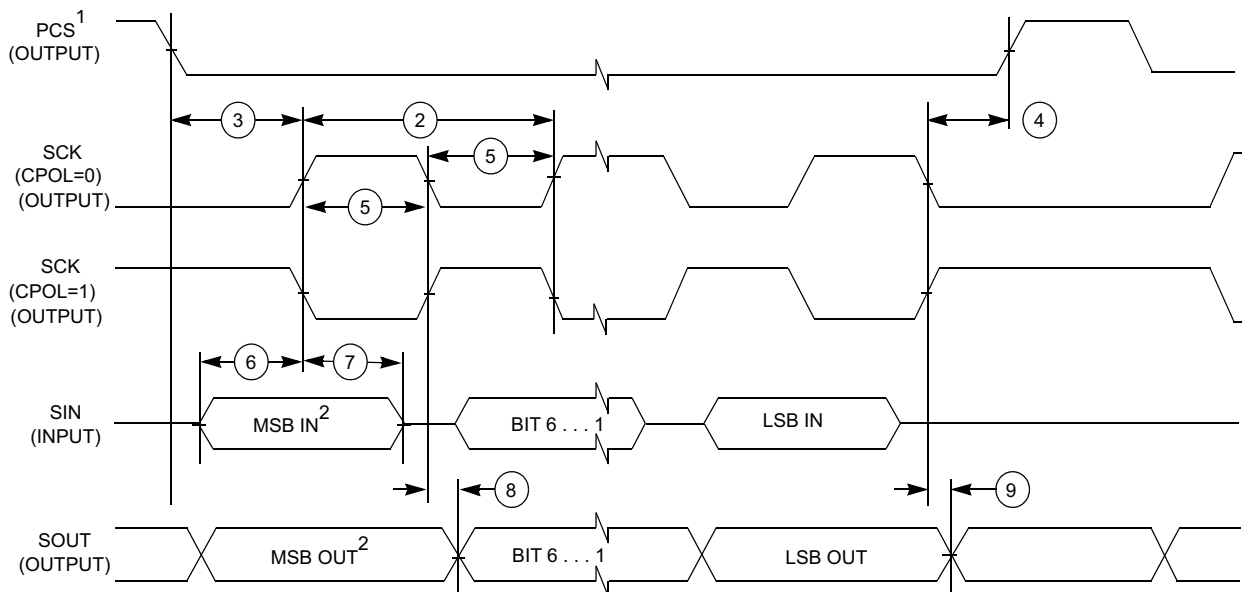 PCS1
(OUTPUT)
3
2
4
SCK
(CPOL=0)
(OUTPUT)
5
5
SCK
(CPOL=1)
(OUTPUT)
6
7
SIN
(INPUT)
MSB IN2
BIT 6 . . . 1
LSB IN
8
9
SOUT
(OUTPUT)
MSB OUT2
BIT 6 . . . 1
LSB OUT